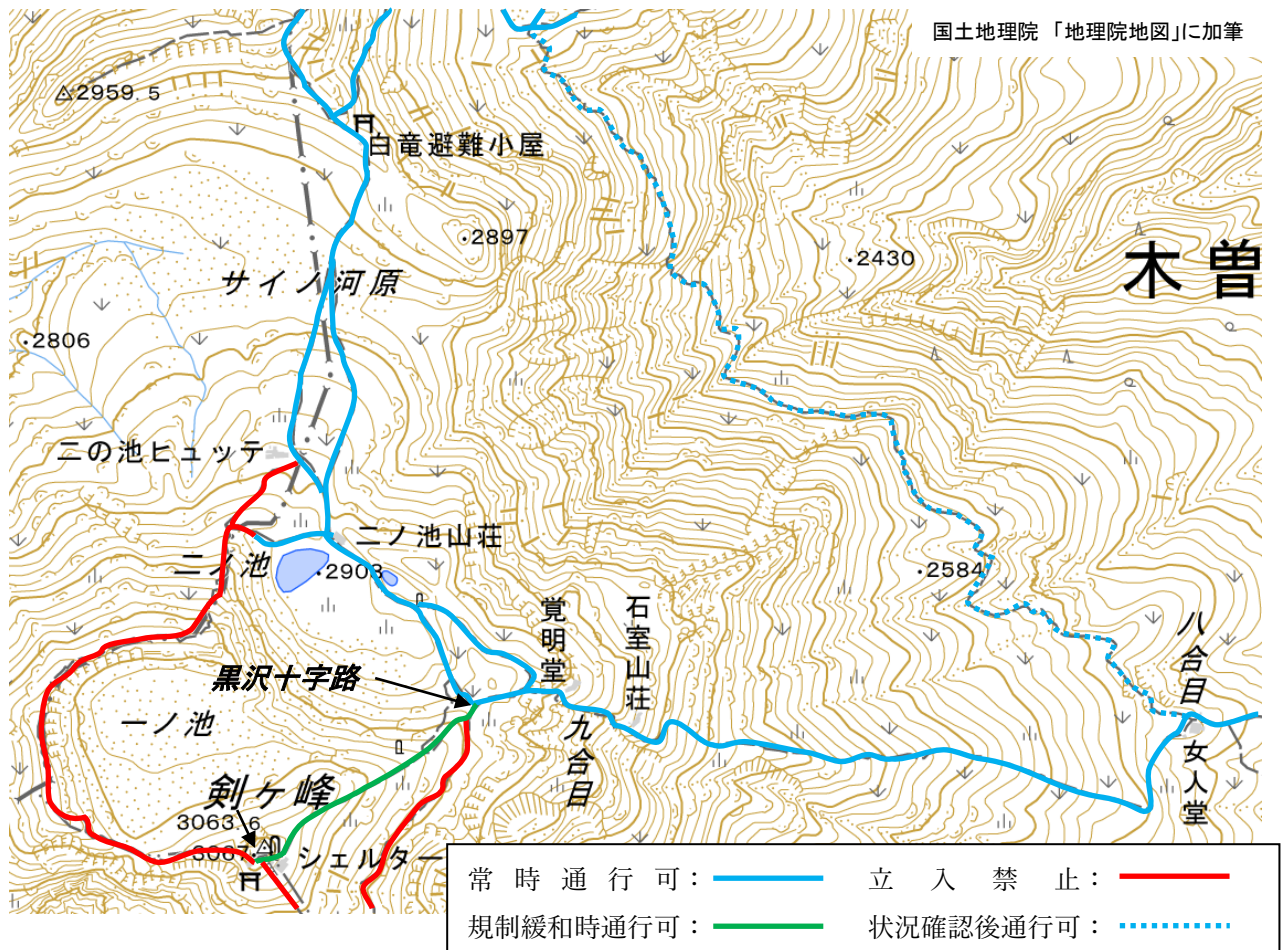 国土地理院 「地理院地図」に加筆
2959.5
白竜避難小屋
2897
2430
木曽
サイノ河原
2806
二の池ヒュッテ
二ノ池山荘
二ノ池
2903
2584
覚明堂
石室山荘
八合目
黒沢十字路
一ノ池
九合目
女人堂
剣ヶ峰
3063.6
3067
シェルター
常時通行可： 立入禁止：
規制緩和時通行可： 状況確認後通行可：